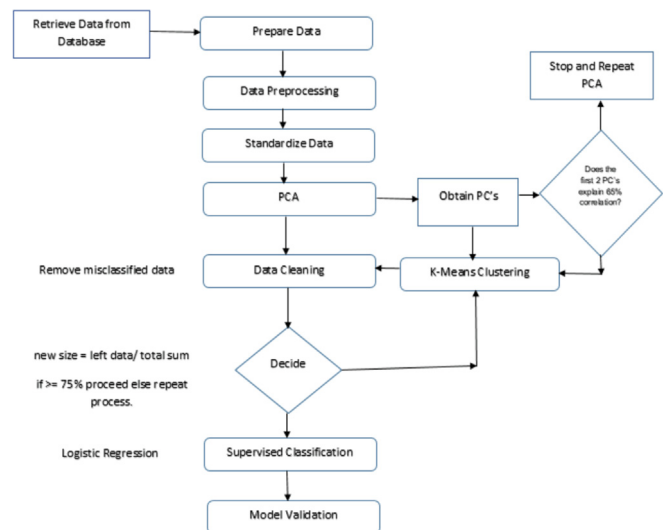 Retrieve Data from
Database
Prepare Data
Data Preprocessing
Standardize Data
PCA
Obtain PC's
Stop and Repeat
PCA
Does the
first 2 PC's
explain 65%
correlation?
Remove misclassified data
Data Cleaning
K-Means Clustering
new size = left data/ total sum
if >= 75% proceed else repeat
process.
Decide
Logistic Regression
Supervised Classification
Model Validation